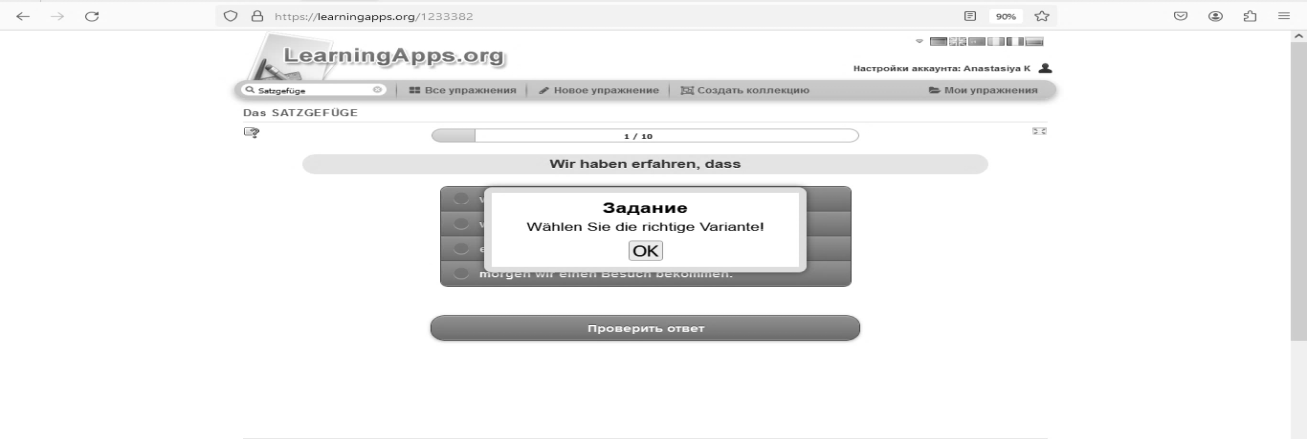 https://learningapps.org/1233382
90%
LearningApps.org
Настройки аккаунта: Anastasiya K
Satzgefüge
Все упражнения
Новое упражнение
Создать коллекцию
Мои упражнения
Das SATZGEFÜGE
1 / 10
Wir haben erfahren, dass
Задание
Wählen Sie die richtige Variante!
OK
morgen wir einen Besuch bekommen.
Проверить ответ